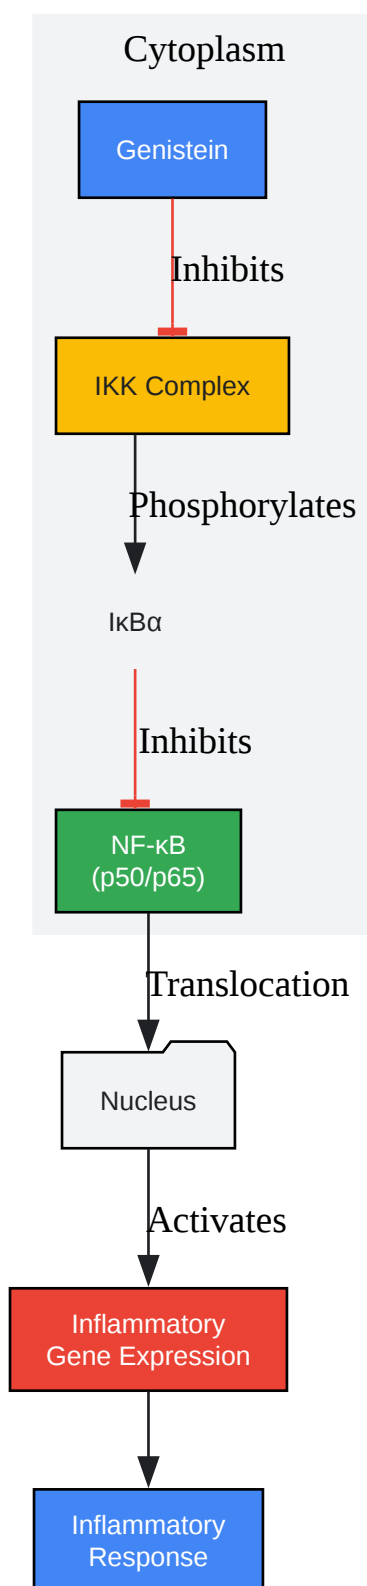 Cytoplasm
Genistein
Inhibits
IKK Complex
Phosphorylates
IκBα
Inhibits
NF-κB
(p50/p65)
Translocation
Nucleus
Activates
Inflammatory
Gene Expression
Inflammatory
Response